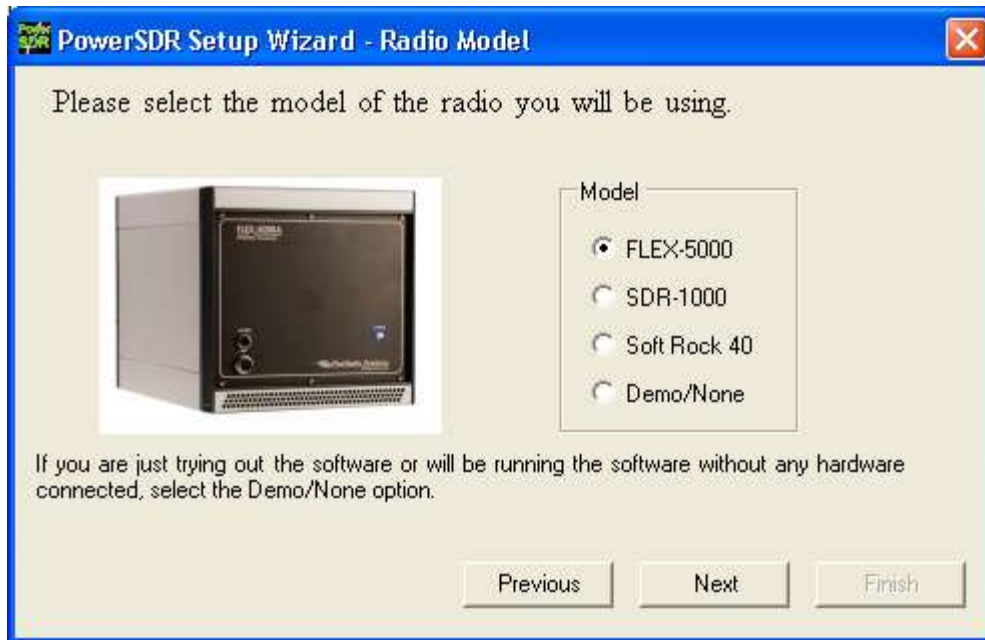 Power
SDR
PowerSDR Setup Wizard - Radio Model
Please select the model of the radio you will be using.
Model
FLEX-5000
SDR-1000
Soft Rock 40
Demo/None
If you are just trying out the software or will be running the software without any hardware
connected, select the Demo/None option.
Previous
Next
Finish